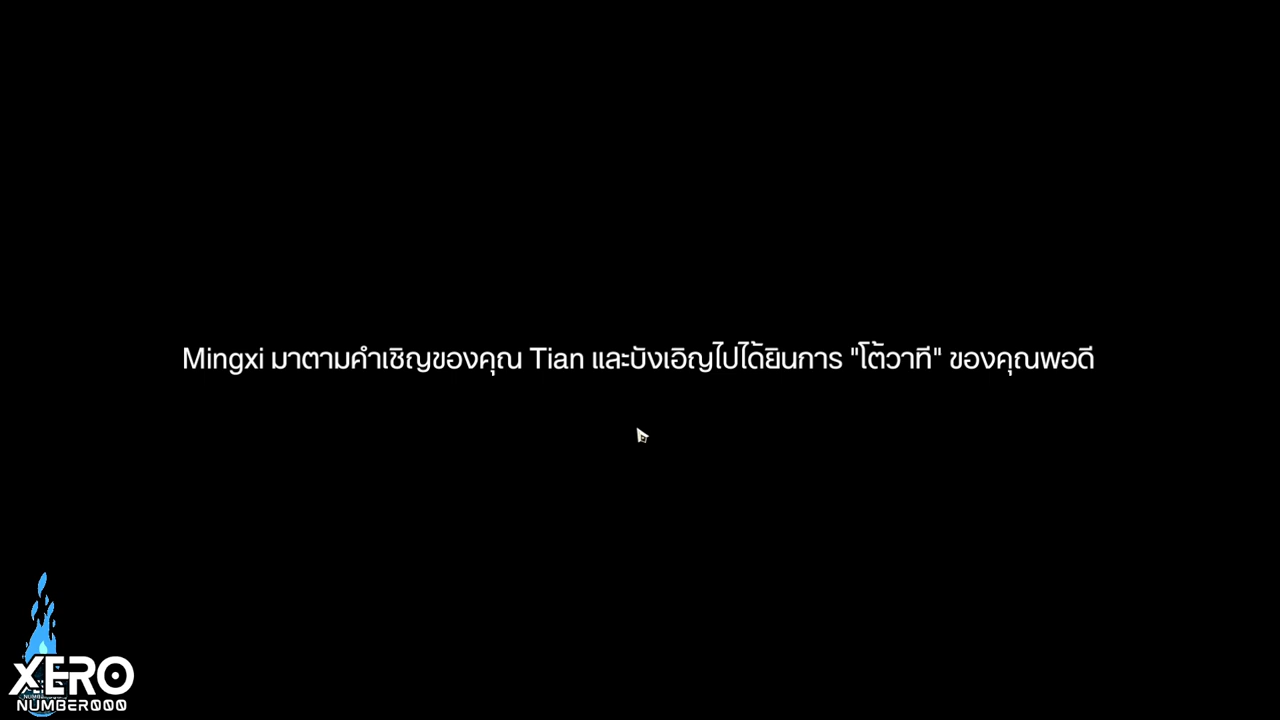 Mingxi มาตามคำเชิญของคุณ Tian และบังเอิญไปได้ยินการ "โต้วาที" ของคุณพอดี
XERO
NUMBER000